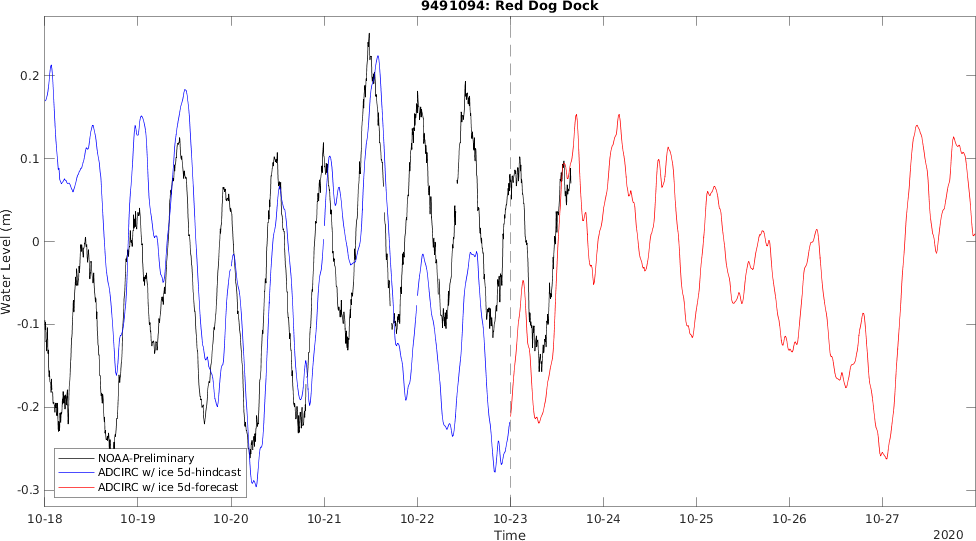 9491094: Red Dog Dock
Water Level (m)
0.2
0.1
0
-0.1
-0.2
-0.3
NOAA-Preliminary
ADCIRC w/ ice 5d-hindcast
ADCIRC w/ ice 5d-forecast
10-18 10-19 10-20 10-21 10-22 10-23 10-24 10-25 10-26 10-27
Time
2020